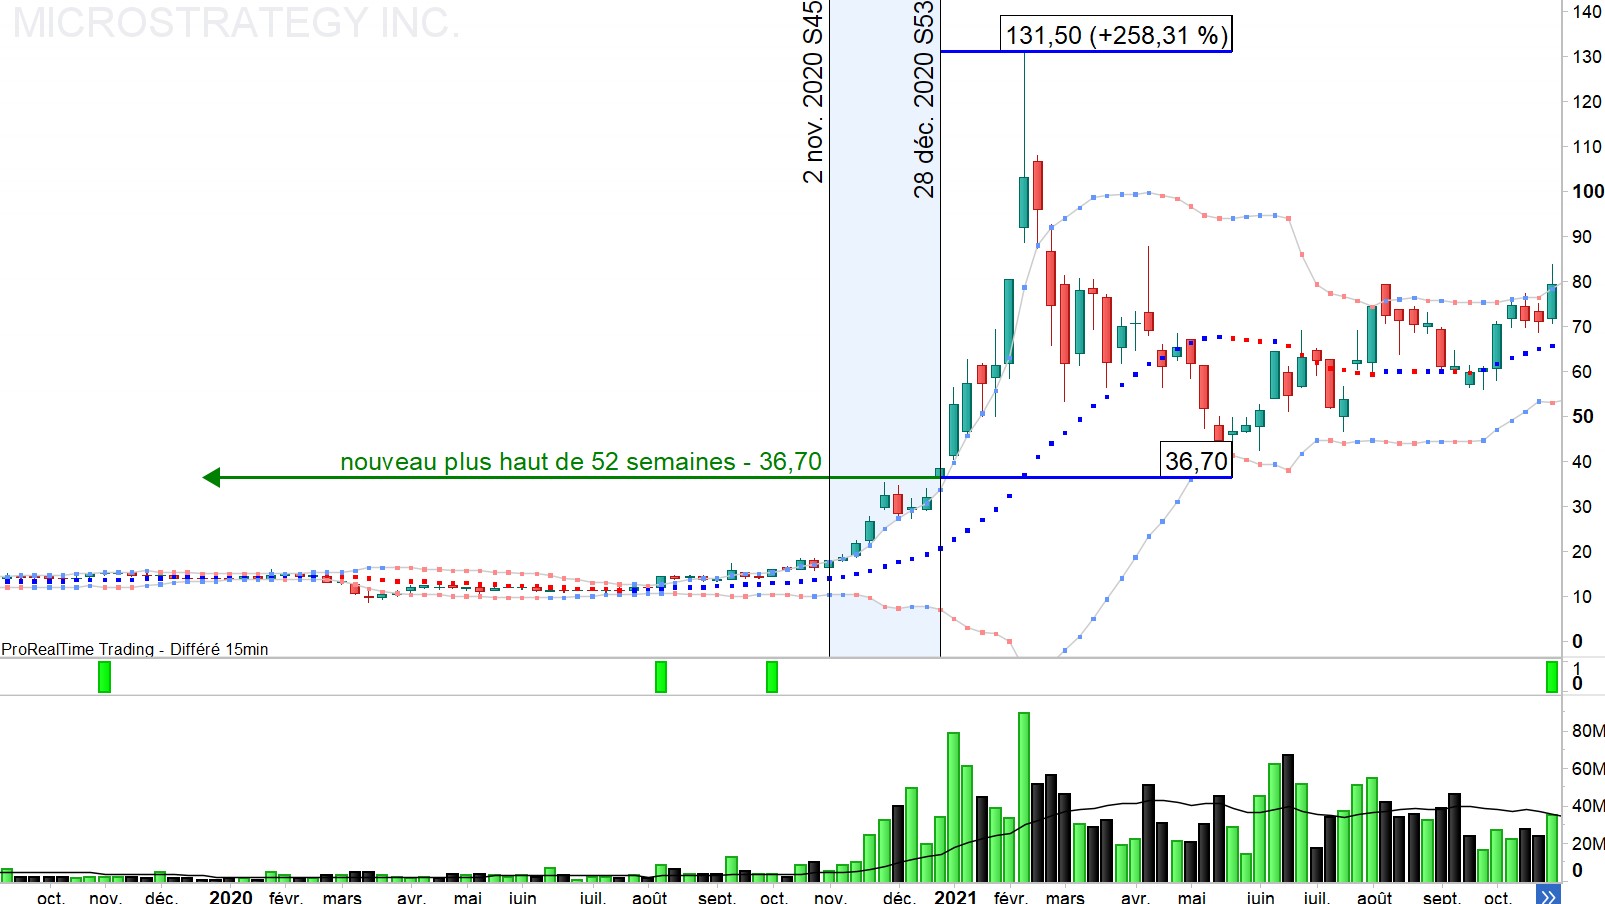 MICROSTRATEGY INC.
2 nov. 2020 S45
28 déc. 2020 S53
131,50 (+258,31 %)
nouveau plus haut de 52 semaines - 36,70
36,70
140
130
120
110
100
90
80
70
60
50
40
30
20
10
0
ProRealTime Trading - Différé 15min
1
0
80M
60M
40M
20M
0
oct. nov. déc. 2020 févr. mars avr. mai juin juil. août sept. oct. nov. déc. 2021 févr. mars avr. mai juin juil. août sept. oct.